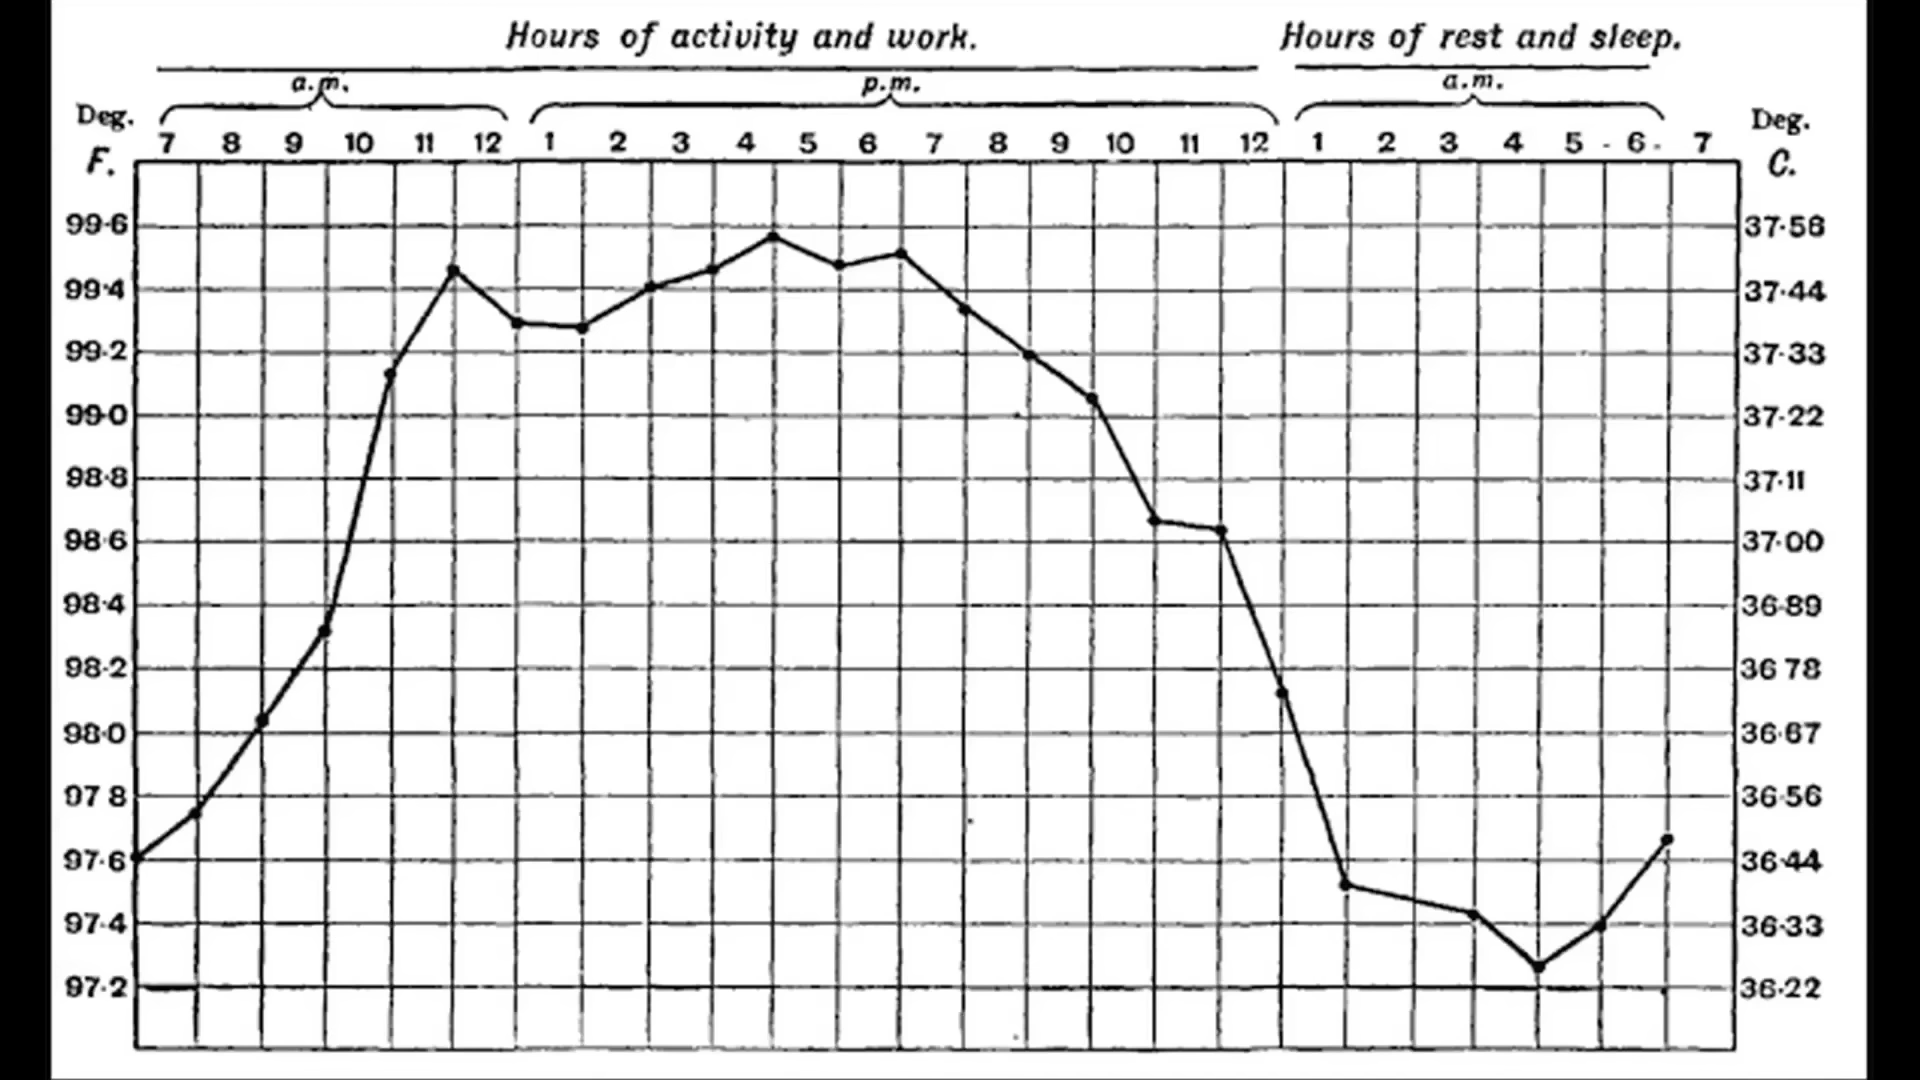 Hours of activity and work. Hours of rest and sleep.
a.m. p.m. a.m.
Deg. Deg.
7 8 9 10 11 12 1 2 3 4 5 6 7 8 9 10 11 12 1 2 3 4 5 - 6 - 7
F. C.
99·6 37·56
99·4 37·44
99·2 37·33
99·0 37·22
98·8 37·11
98·6 37·00
98·4 36·89
98·2 36 78
98·0 36·67
97 8 36·56
97·6 36·44
97·4 36·33
97·2 36·22